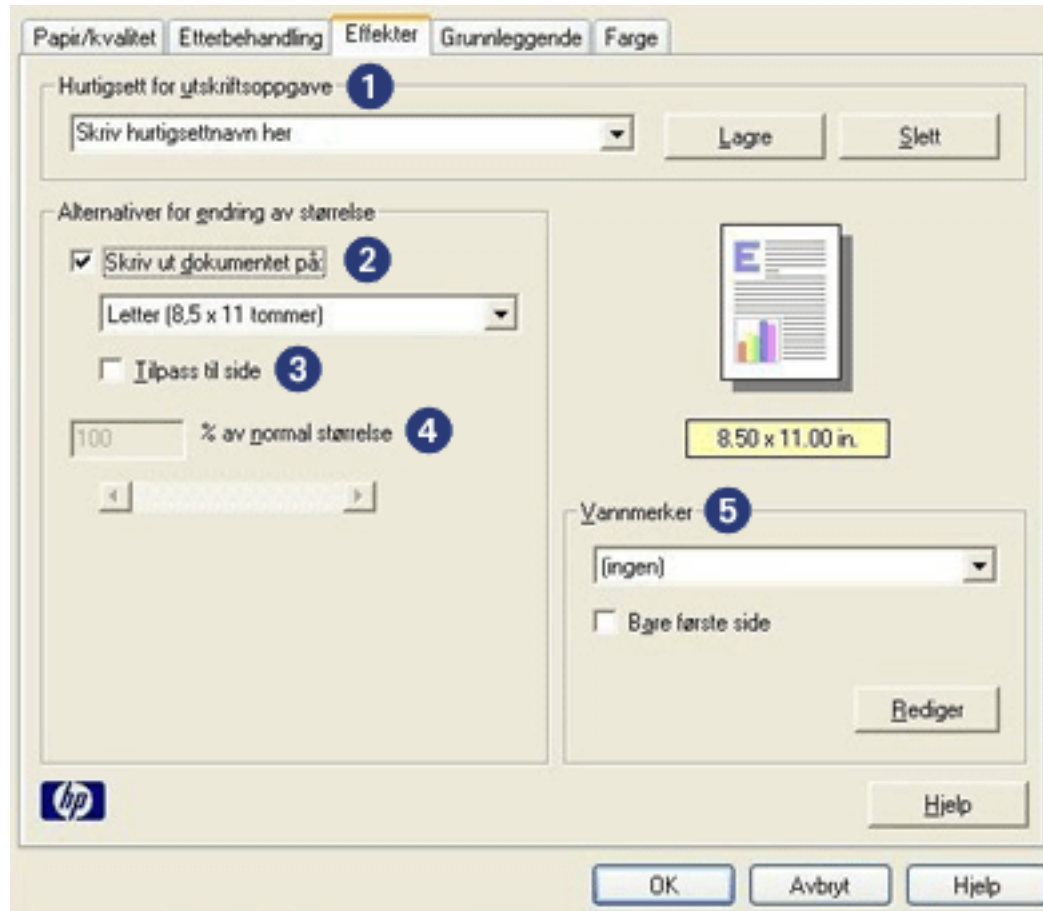 Papir/kvalitet Etterbehandling Effekter Grunnleggende Farge
Hurtigsett for utskriftsoppgave 1
Skriv hurtigsettnavn her Lagre Slett
Alternativer for endring av størrelse
Skriv ut dokumentet på: 2
Letter (8,5 x 11 tommer)
Tilpass til side 3
100 % av normal størrelse 4
E
8.50 x 11.00 in.
Vannmerker 5
(ingen)
Bare første side
Rediger
hp Hjelp
OK Avbryt Hjelp